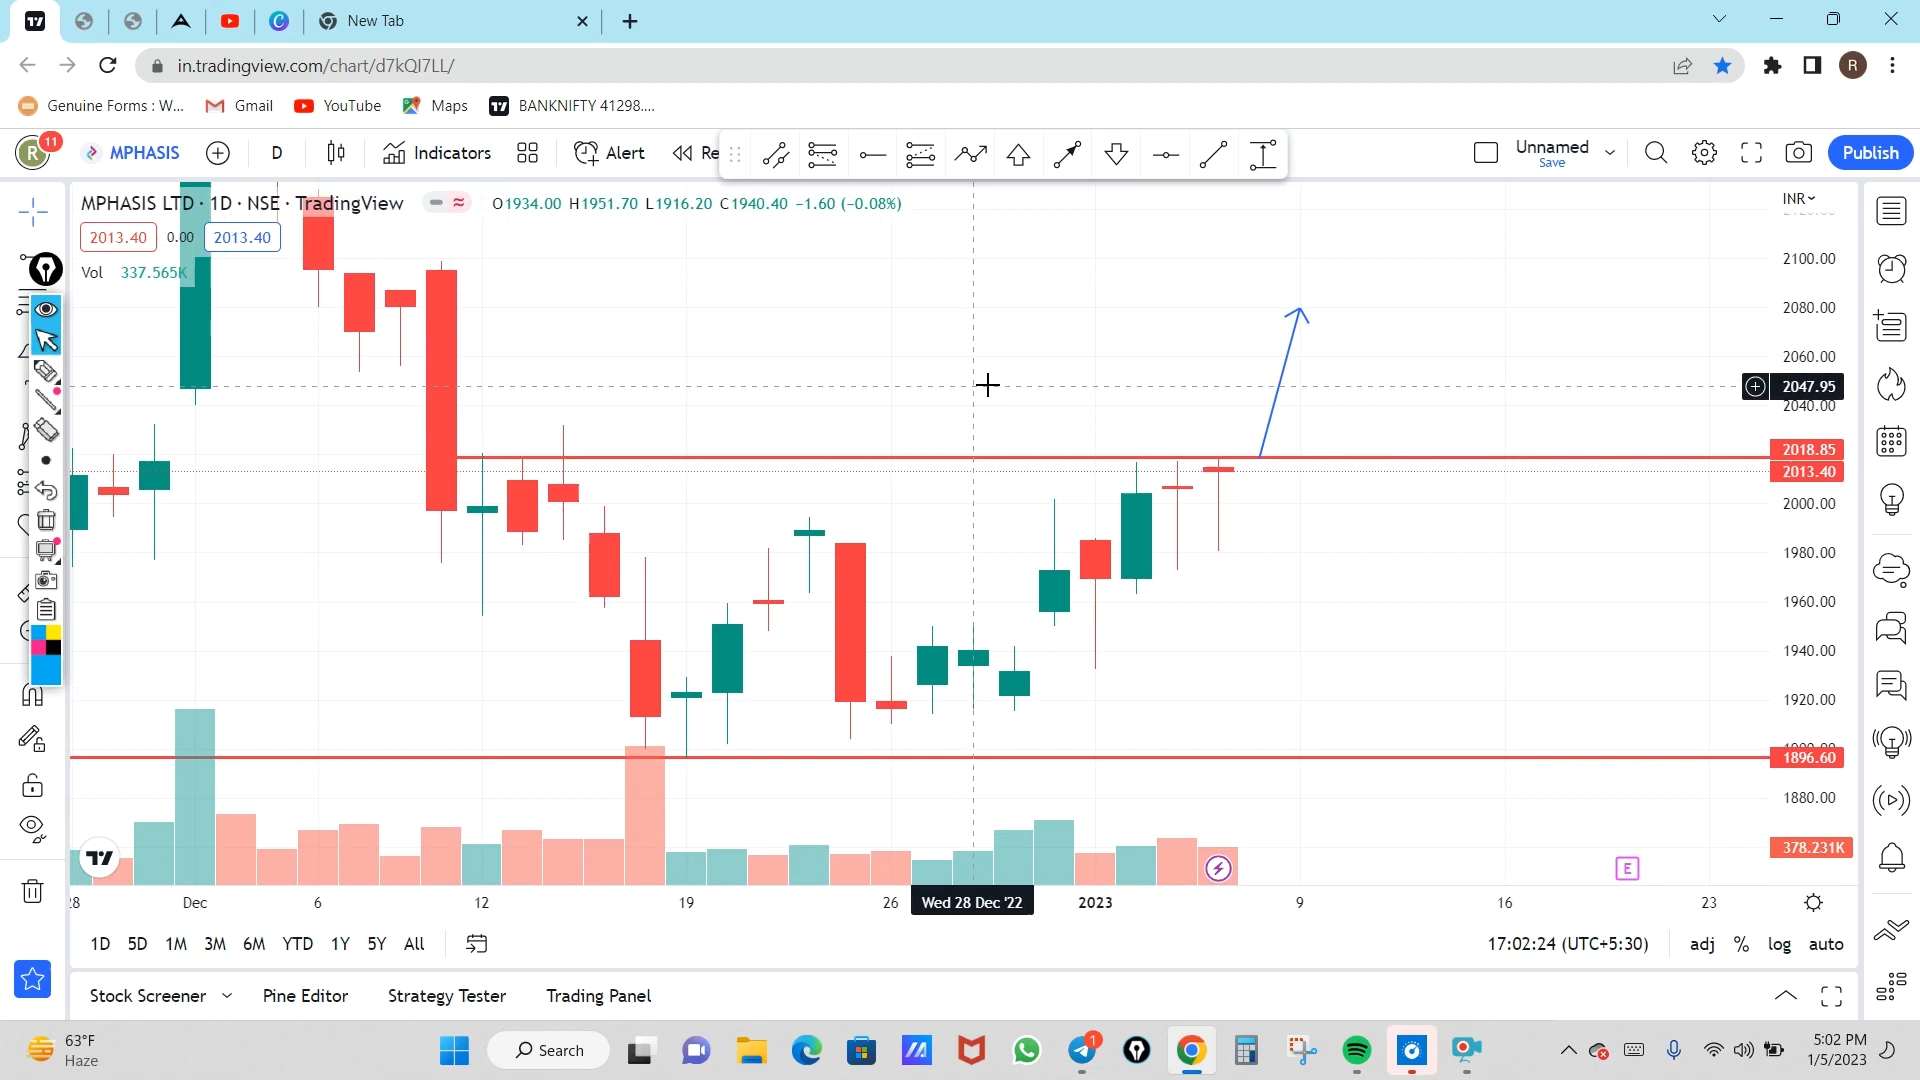 New Tab
in.tradingview.com/chart/d7kQI7LL/
R
Genuine Forms : W...
Gmail
YouTube
Maps
BANKNIFTY 41298....
R
11
MPHASIS
D
Indicators
Alert
Re
Unnamed
Save
Publish
MPHASIS LTD · 1D · NSE · TradingView
O1934.00 H1951.70 L1916.20 C1940.40 −1.60 (−0.08%)
INR
2013.40
0.00
2013.40
Vol 337.565K
2100.00
2080.00
2060.00
2047.95
2040.00
2018.85
2013.40
2000.00
1980.00
1960.00
1940.00
1920.00
1896.60
1880.00
378.231K
E
28
Dec
6
12
19
26
Wed 28 Dec '22
2023
9
16
23
1D 5D 1M 3M 6M YTD 1Y 5Y All
17:02:24 (UTC+5:30)
adj % log auto
Stock Screener
Pine Editor
Strategy Tester
Trading Panel
63°F
Haze
Search
1
5:02 PM
1/5/2023